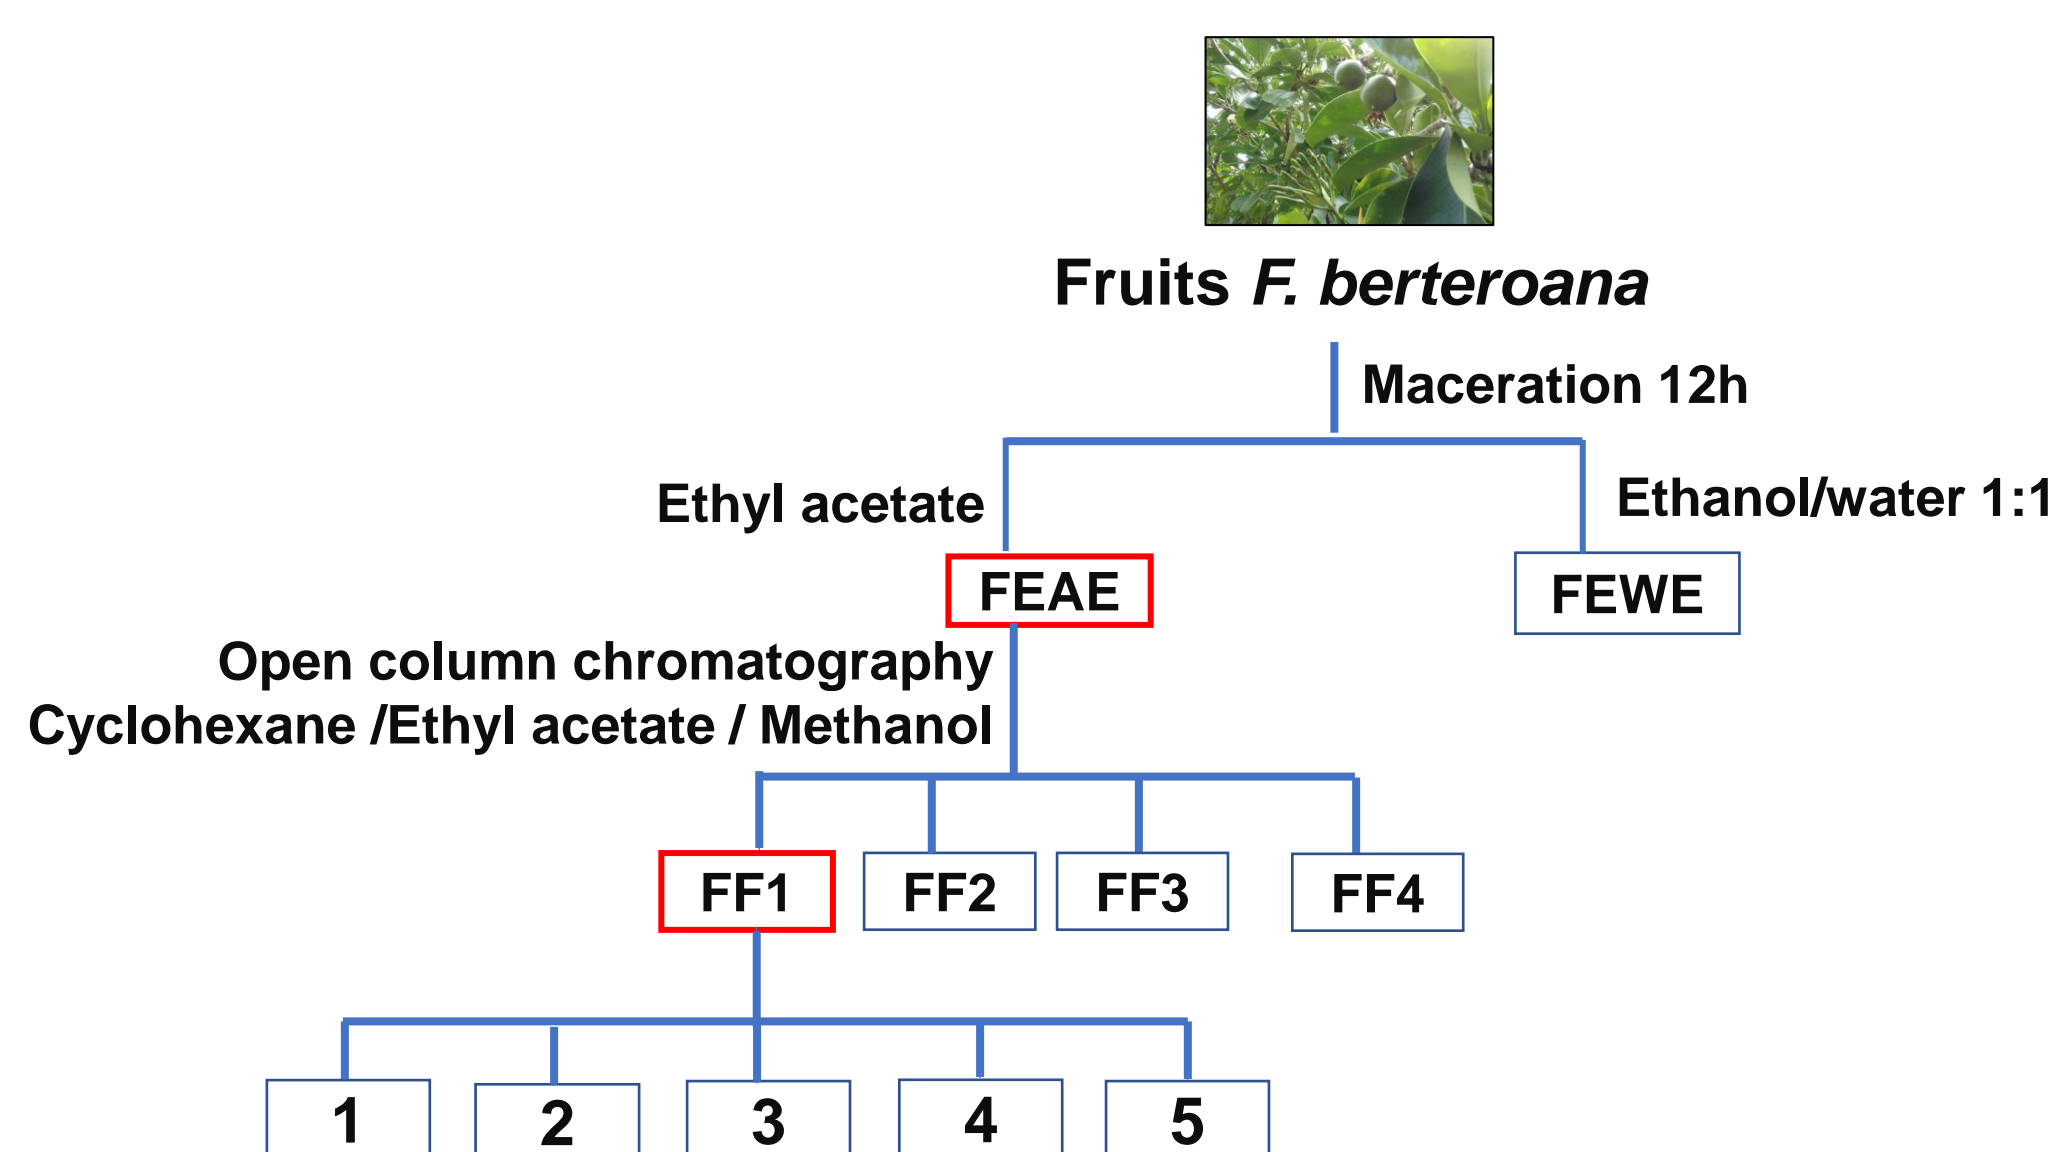 Fruits F. berteroana
Maceration 12h
Ethyl acetate
Ethanol/water 1:1
FEAE
FEWE
Open column chromatography
Cyclohexane /Ethyl acetate / Methanol
FF1
FF2
FF3
FF4
1
2
3
4
5